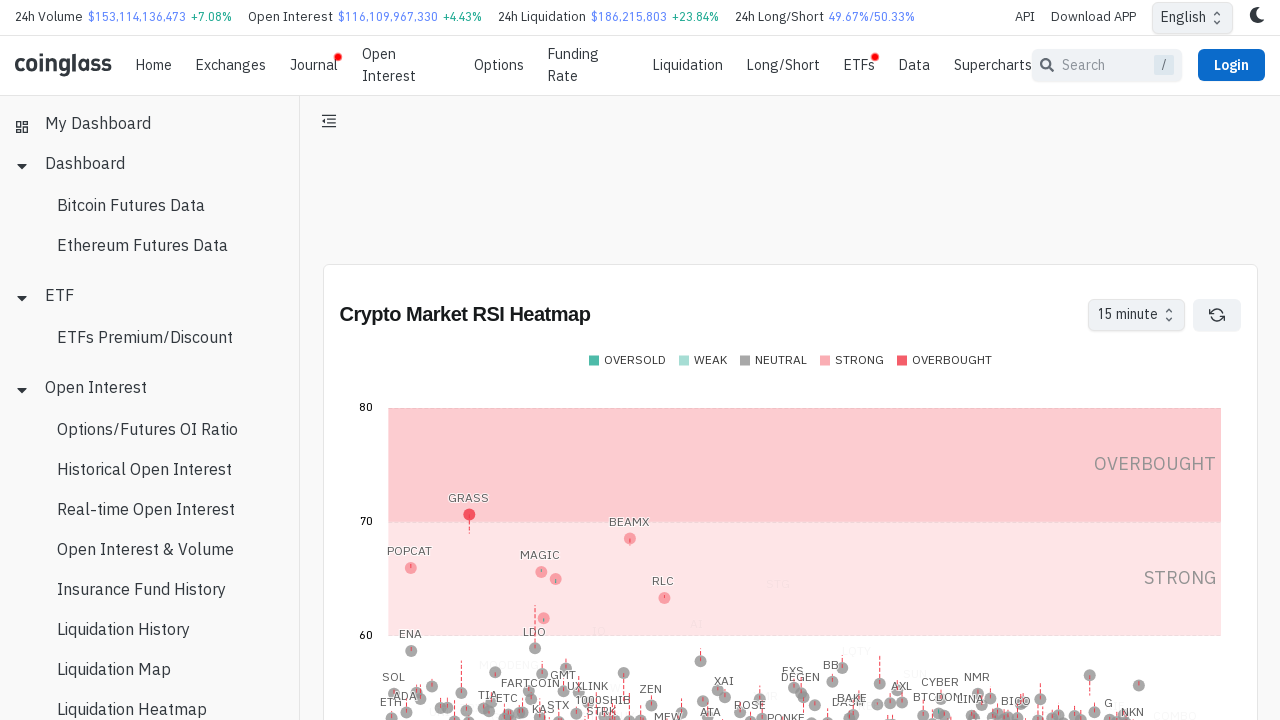 24h Volume $153,114,136,473 +7.08% Open Interest $116,109,967,330 +4.43% 24h Liquidation $186,215,803 +23.84% 24h Long/Short 49.67%/50.33% API Download APP English
coinglass Home Exchanges Journal Open Interest Options Funding Rate Liquidation Long/Short ETFs Data Supercharts Search / Login
My Dashboard
Dashboard
Bitcoin Futures Data
Ethereum Futures Data
ETF
ETFs Premium/Discount
Open Interest
Options/Futures OI Ratio
Historical Open Interest
Real-time Open Interest
Open Interest & Volume
Insurance Fund History
Liquidation History
Liquidation Map
Liquidation Heatmap
Crypto Market RSI Heatmap 15 minute
OVERSOLD WEAK NEUTRAL STRONG OVERBOUGHT
80
OVERBOUGHT
GRASS
70 BEAMX
POPCAT MAGIC
STRONG
RLC
60 ENA LDO
BB
SOL FARTCOIN GMT XAI EXS DEGEN CYBER NMR
ETH ADA TIA ETC UXLINK ZEN AXL
KAS STX 1000SHIB ROSE BAKE BTCDOM LINA BIGO G
STRK MEW ATA PONKE DASH NKN